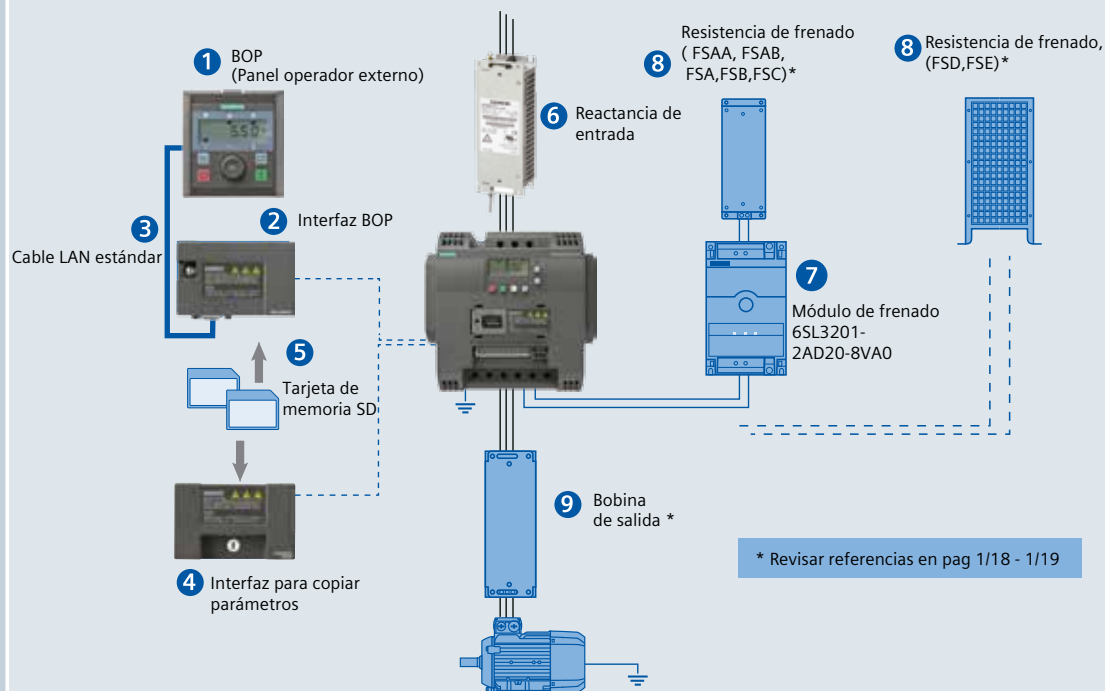 1 BOP
(Panel operador externo)
2 Interfaz BOP
3
Cable LAN estándar
5
Tarjeta de
memoria SD
4 Interfaz para copiar
parámetros
6 Reactancia de
entrada
Resistencia de frenado
8 ( FSAA, FSAB,
FSA,FSB,FSC)*
8 Resistencia de frenado,
(FSD,FSE)*
7
Módulo de frenado
6SL3201-
2AD20-8VA0
9 Bobina
de salida *
* Revisar referencias en pag 1/18 - 1/19